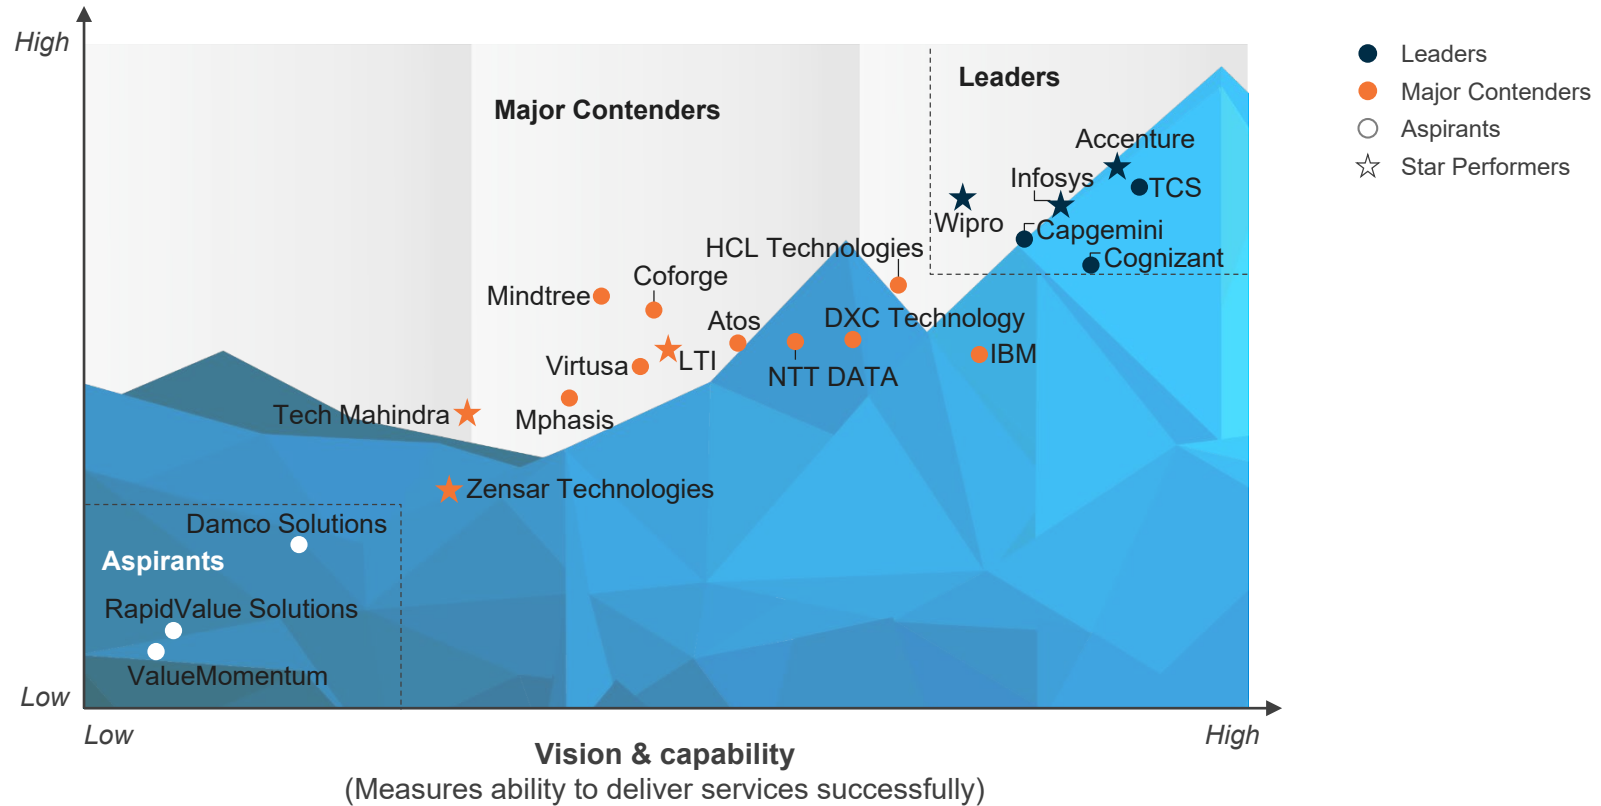 High
Leaders
Major Contenders
Leaders
Major Contenders
Aspirants
Star Performers
Accenture
Infosys
TCS
Wipro
Capgemini
HCL Technologies
Cognizant
Coforge
Mindtree
Atos
DXC Technology
Virtusa
LTI
IBM
NTT DATA
Tech Mahindra
Mphasis
Zensar Technologies
Damco Solutions
Aspirants
RapidValue Solutions
ValueMomentum
Low
Low
High
Vision & capability
(Measures ability to deliver services successfully)